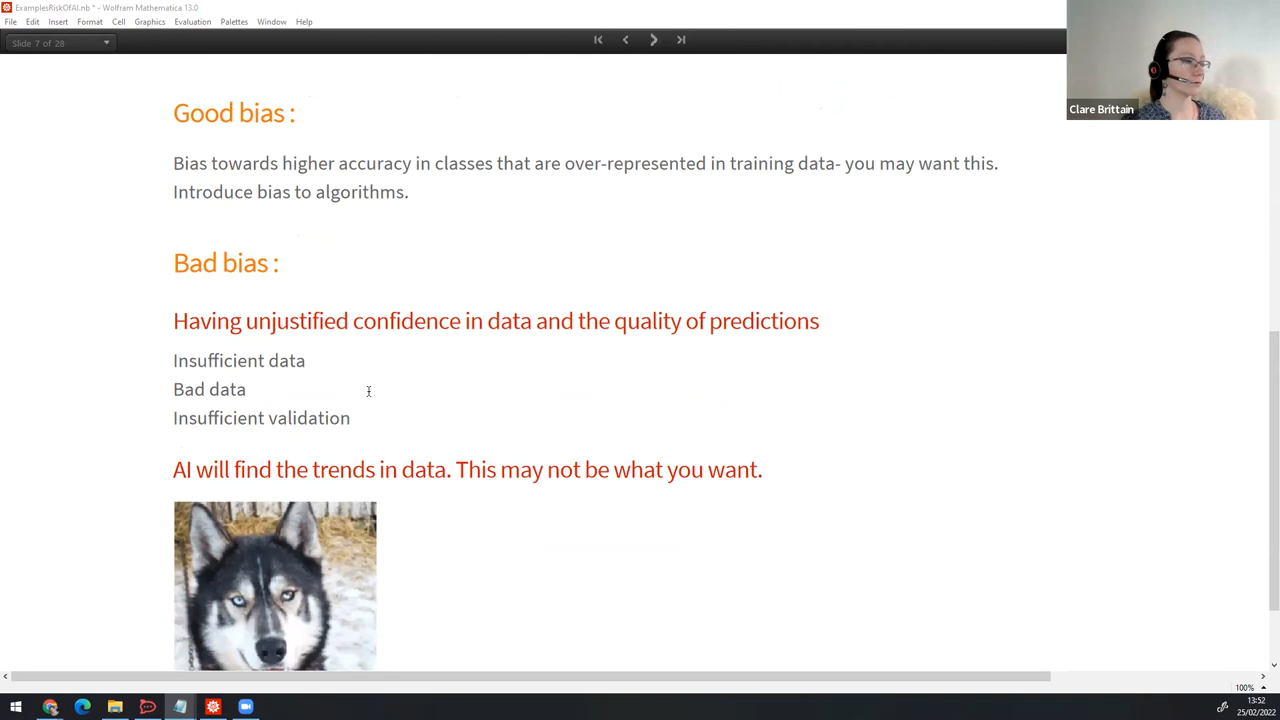 ExamplesRiskOfAI.nb * - Wolfram Mathematica 13.0
File Edit Insert Format Cell Graphics Evaluation Palettes Window Help
Slide 7 of 28
Clare Brittain
Good bias :
Bias towards higher accuracy in classes that are over-represented in training data- you may want this.
Introduce bias to algorithms.
Bad bias :
Having unjustified confidence in data and the quality of predictions
Insufficient data
Bad data
Insufficient validation
AI will find the trends in data. This may not be what you want.
100%
13:52
25/02/2022